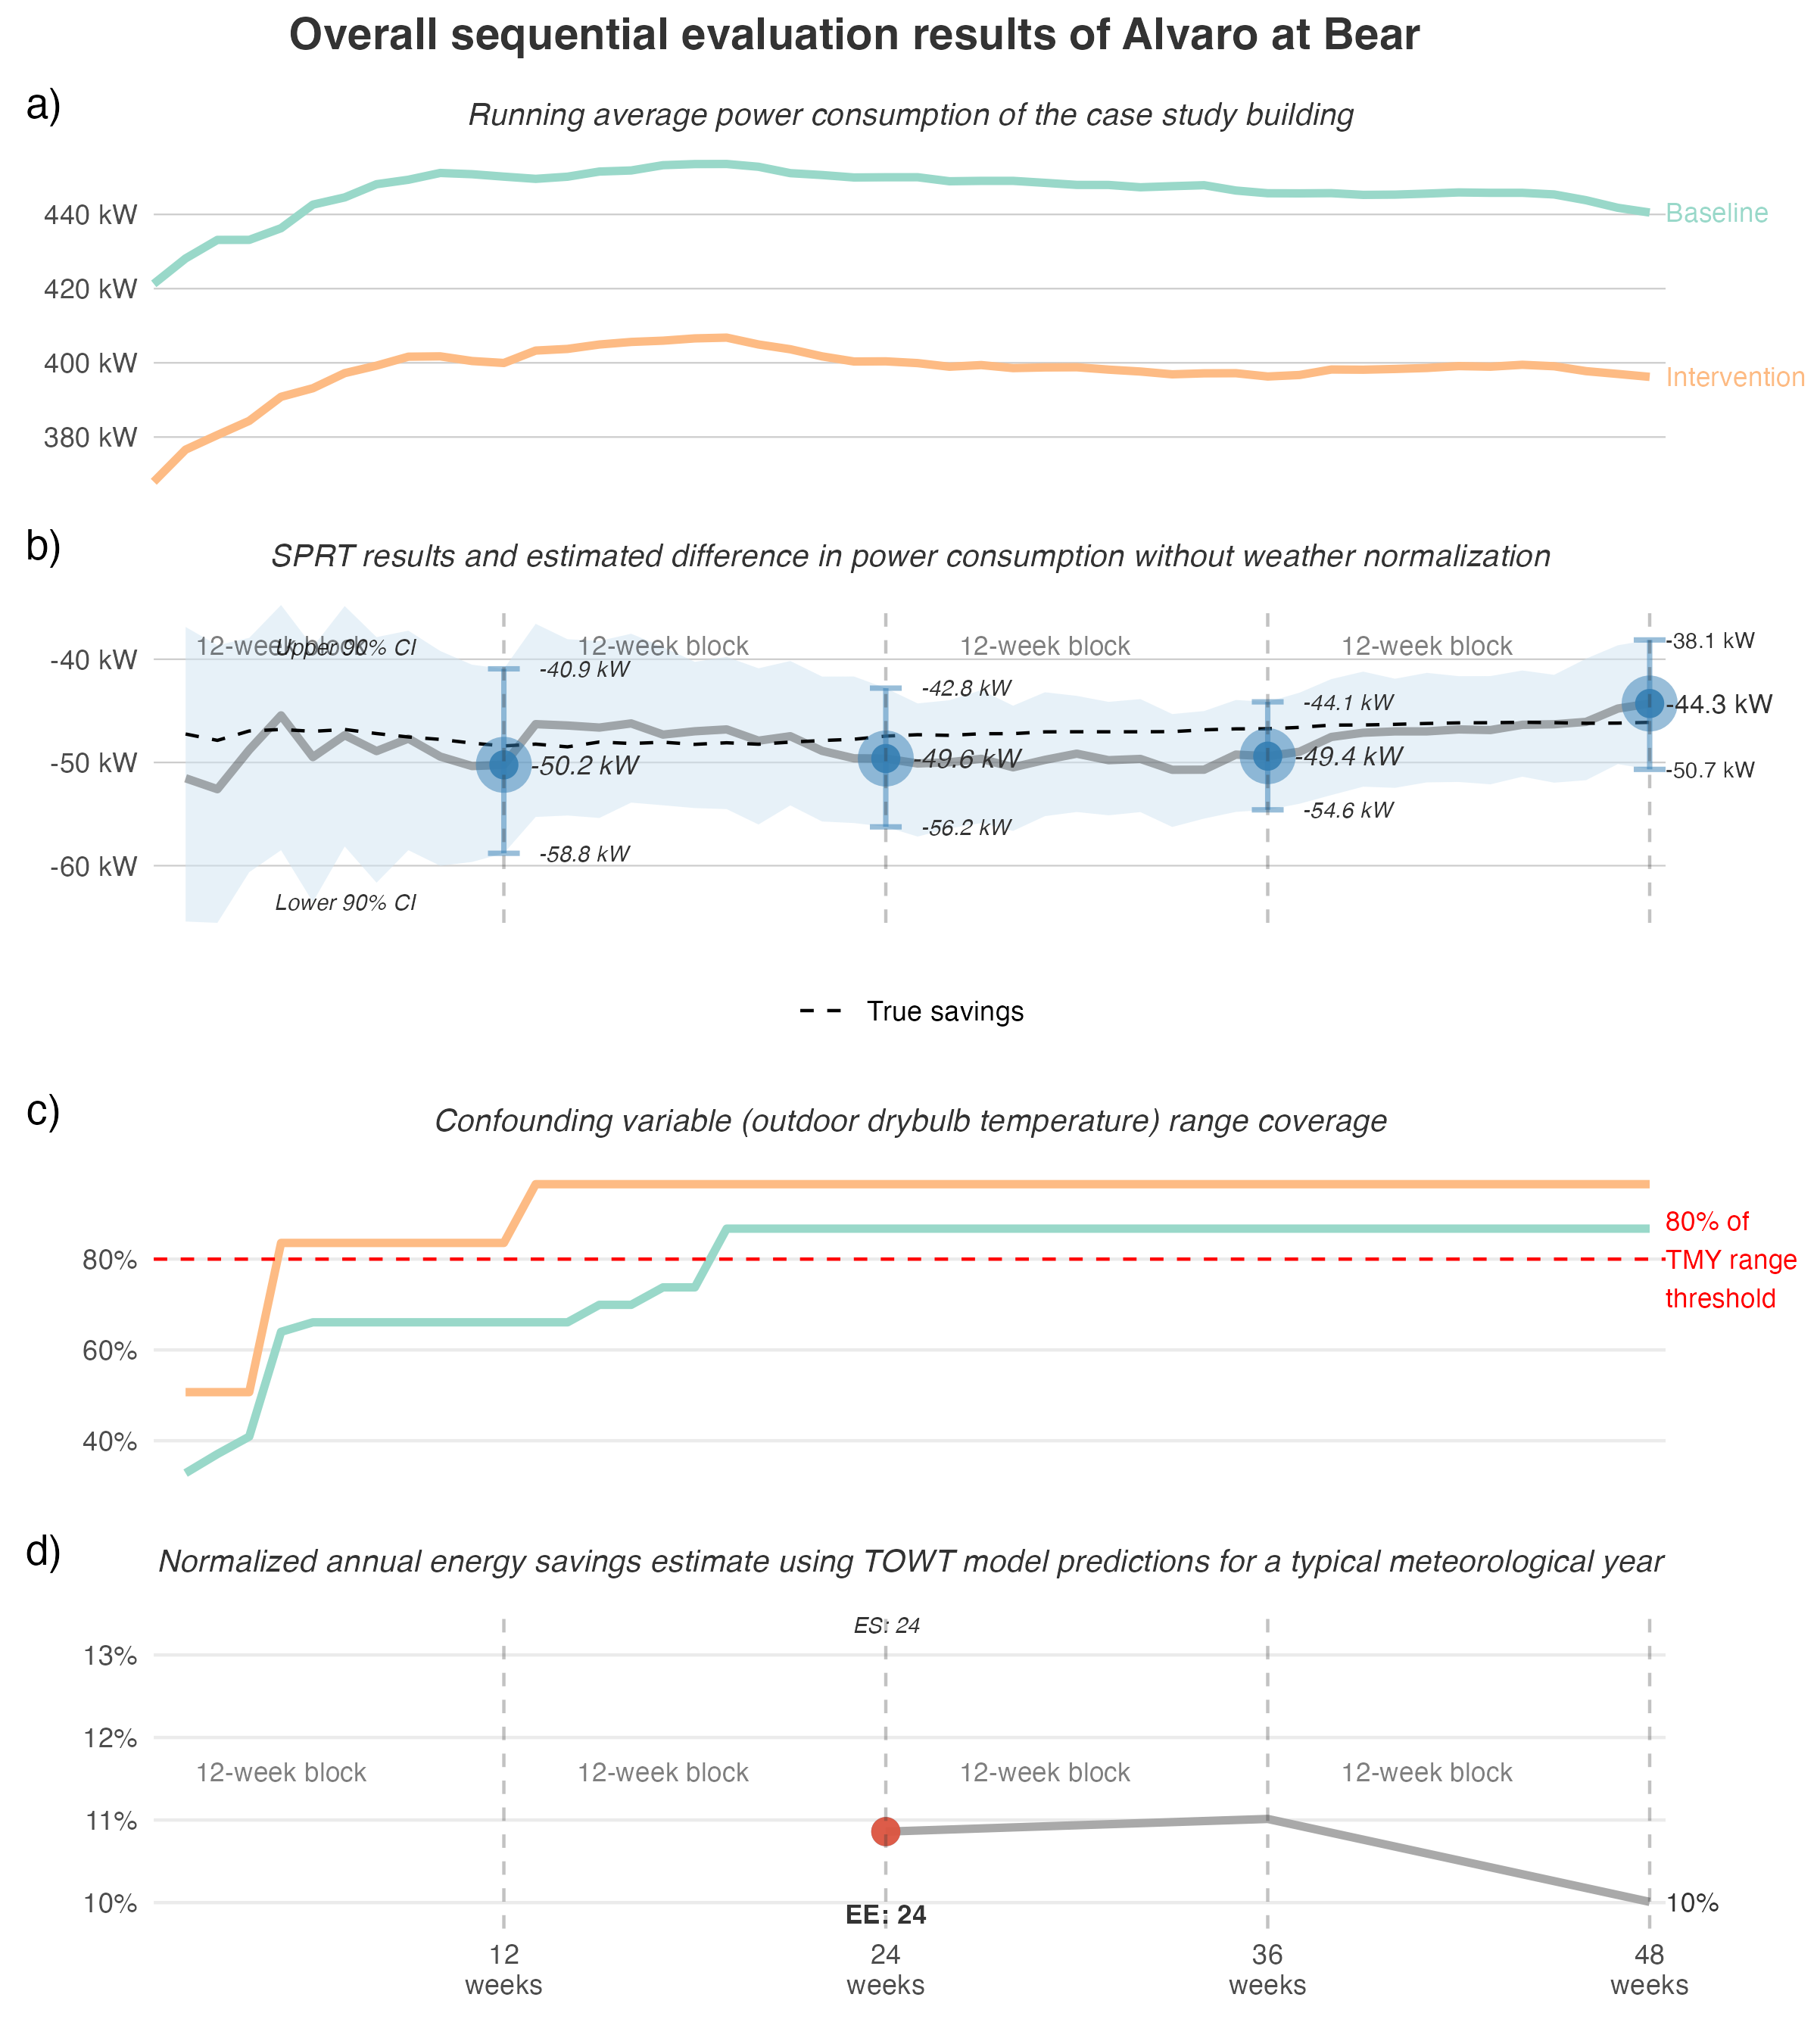 Overall sequential evaluation results of Alvaro at Bear
a)
Running average power consumption of the case study building
440 kW
420 kW
400 kW
380 kW
Baseline
Intervention
b)
SPRT results and estimated difference in power consumption without weather normalization
12-week block
12-week block
12-week block
12-week block
Upper 90% CI
Lower 90% CI
-40 kW
-50 kW
-60 kW
-40.9 kW
-50.2 kW
-58.8 kW
-42.8 kW
-49.6 kW
-56.2 kW
-44.1 kW
-49.4 kW
-54.6 kW
-38.1 kW
-44.3 kW
-50.7 kW
True savings
c)
Confounding variable (outdoor drybulb temperature) range coverage
80%
60%
40%
80% of
TMY range
threshold
d)
Normalized annual energy savings estimate using TOWT model predictions for a typical meteorological year
ES: 24
13%
12%
11%
10%
12-week block
12-week block
12-week block
12-week block
10%
EE: 24
12
weeks
24
weeks
36
weeks
48
weeks